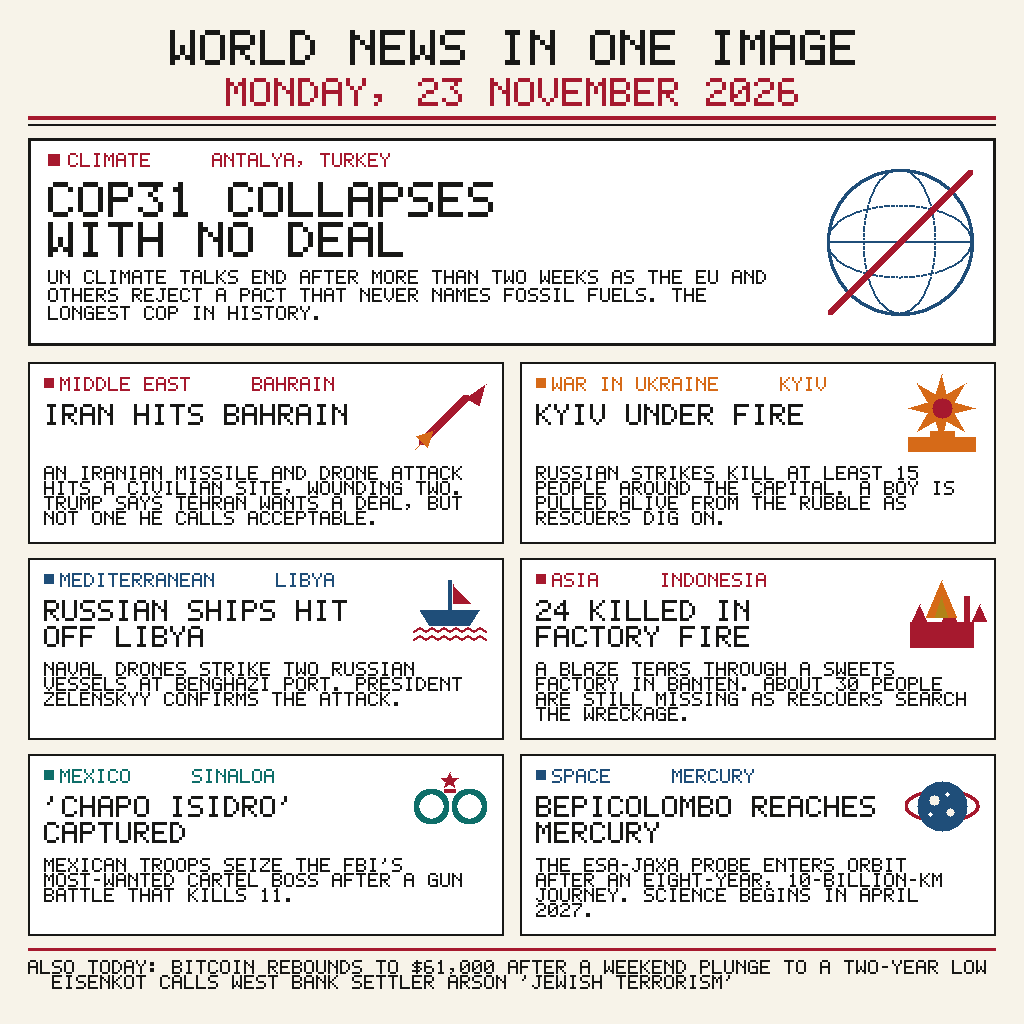 WORLD NEWS IN ONE IMAGE
MONDAY, 23 NOVEMBER 2026
CLIMATE ANTALYA, TURKEY
COP31 COLLAPSES
WITH NO DEAL
UN CLIMATE TALKS END AFTER MORE THAN TWO WEEKS AS THE EU AND
OTHERS REJECT A PACT THAT NEVER NAMES FOSSIL FUELS. THE
LONGEST COP IN HISTORY.
MIDDLE EAST BAHRAIN
IRAN HITS BAHRAIN
AN IRANIAN MISSILE AND DRONE ATTACK
HITS A CIVILIAN SITE, WOUNDING TWO.
TRUMP SAYS TEHRAN WANTS A DEAL, BUT
NOT ONE HE CALLS ACCEPTABLE.
WAR IN UKRAINE KYIV
KYIV UNDER FIRE
RUSSIAN STRIKES KILL AT LEAST 15
PEOPLE AROUND THE CAPITAL. A BOY IS
PULLED ALIVE FROM THE RUBBLE AS
RESCUERS DIG ON.
MEDITERRANEAN LIBYA
RUSSIAN SHIPS HIT
OFF LIBYA
NAVAL DRONES STRIKE TWO RUSSIAN
VESSELS AT BENGHAZI PORT. PRESIDENT
ZELENSKYY CONFIRMS THE ATTACK.
ASIA INDONESIA
24 KILLED IN
FACTORY FIRE
A BLAZE TEARS THROUGH A SWEETS
FACTORY IN BANTEN. ABOUT 30 PEOPLE
ARE STILL MISSING AS RESCUERS SEARCH
THE WRECKAGE.
MEXICO SINALOA
'CHAPO ISIDRO'
CAPTURED
MEXICAN TROOPS SEIZE THE FBI'S
MOST-WANTED CARTEL BOSS AFTER A GUN
BATTLE THAT KILLS 11.
SPACE MERCURY
BEPICOLOMBO REACHES
MERCURY
THE ESA-JAXA PROBE ENTERS ORBIT
AFTER AN EIGHT-YEAR, 10-BILLION-KM
JOURNEY. SCIENCE BEGINS IN APRIL
2027.
ALSO TODAY: BITCOIN REBOUNDS TO $61,000 AFTER A WEEKEND PLUNGE TO A TWO-YEAR LOW
EISENKOT CALLS WEST BANK SETTLER ARSON 'JEWISH TERRORISM'